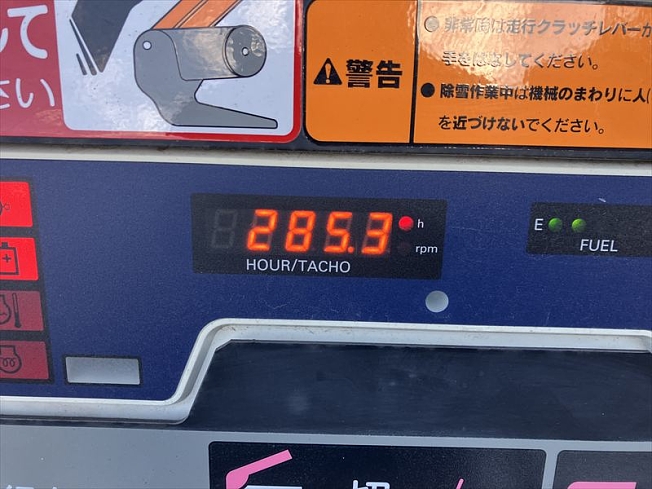 して
さい
警告
● 非常時は走行クラッチレバーか
手をはなしてください。
● 除雪作業中は機械のまわりに人(
を近づけないでください。
285.3
h
rpm
HOUR/TACHO
E
FUEL
切